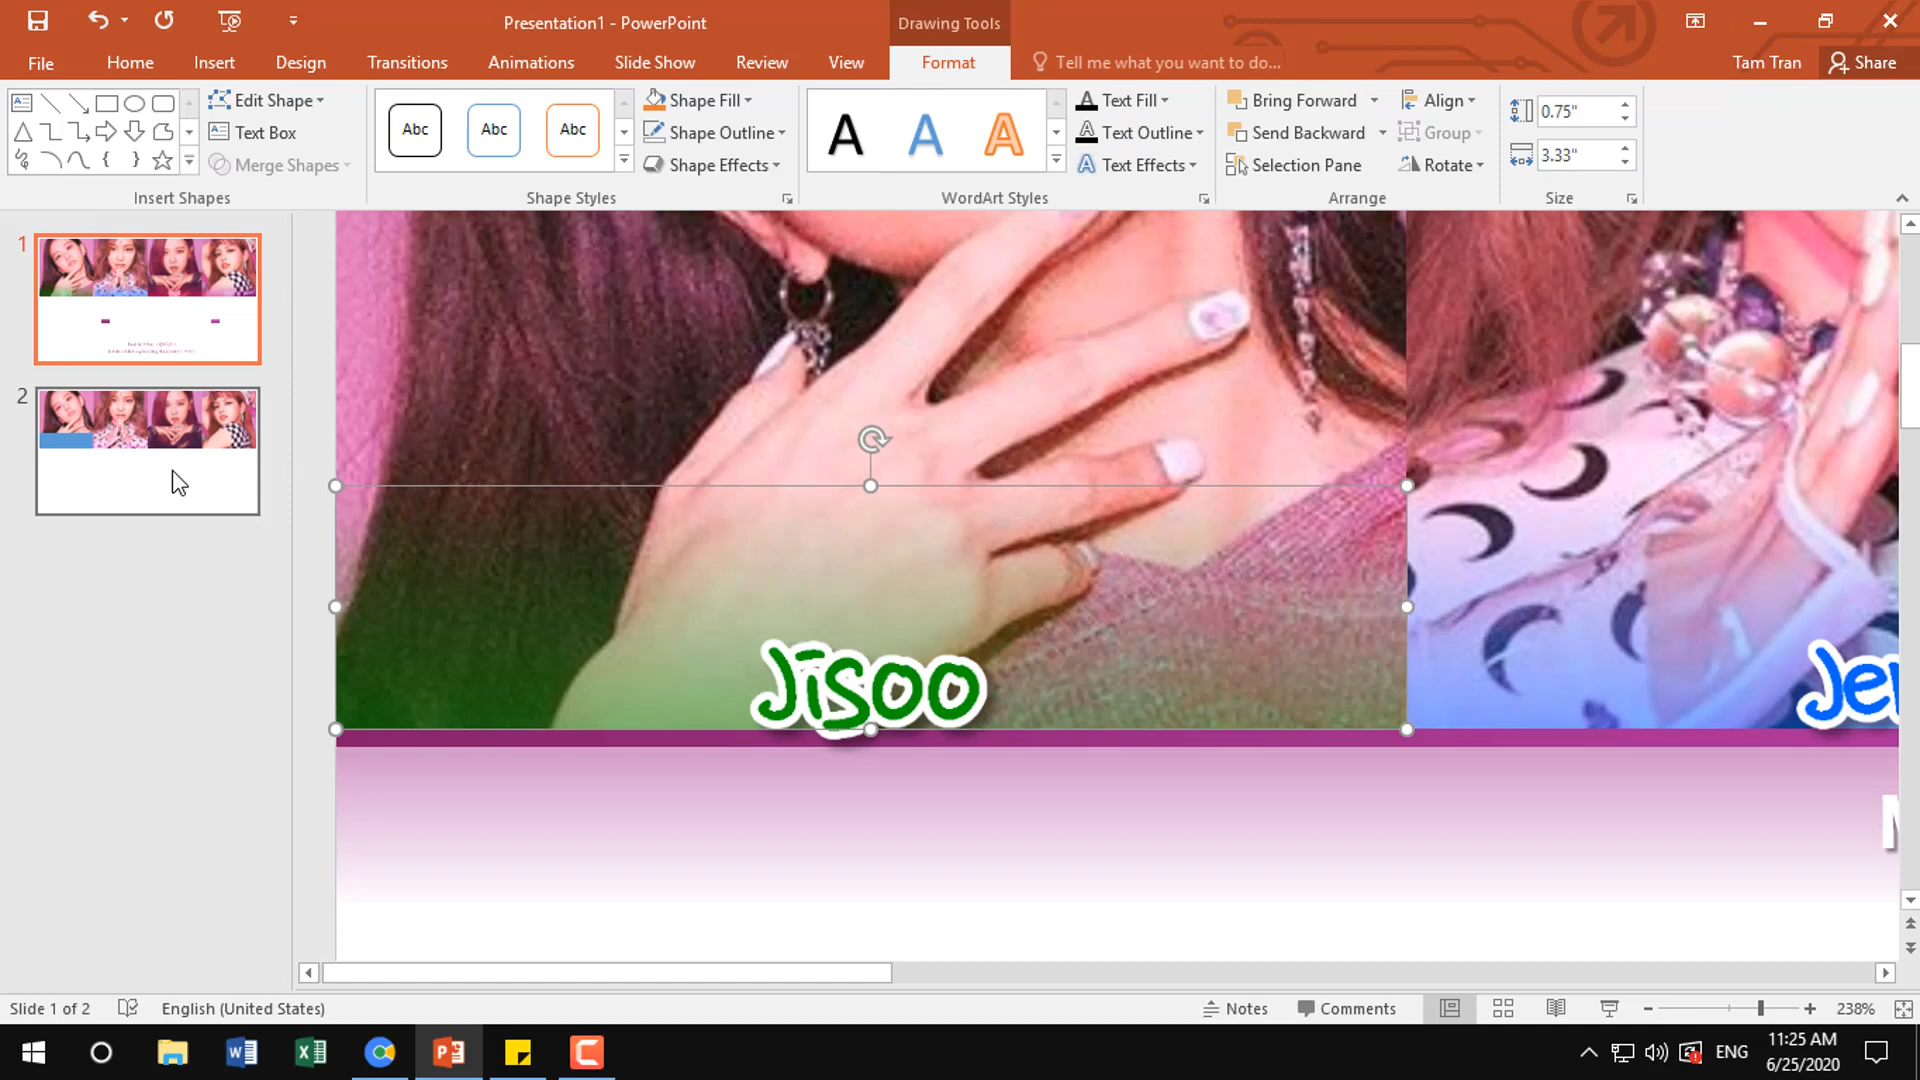 Presentation1 - PowerPoint
Drawing Tools
File
Home
Insert
Design
Transitions
Animations
Slide Show
Review
View
Format
Tell me what you want to do...
Tam Tran
Share
Edit Shape
Text Box
Merge Shapes
Insert Shapes
Abc
Abc
Abc
Shape Fill
Shape Outline
Shape Effects
Shape Styles
A
A
A
Text Fill
Text Outline
Text Effects
WordArt Styles
Bring Forward
Send Backward
Selection Pane
Align
Group
Rotate
Arrange
0.75"
3.33"
Size
1
2
Jisoo
Slide 1 of 2
English (United States)
Notes
Comments
238%
ENG
11:25 AM
6/25/2020